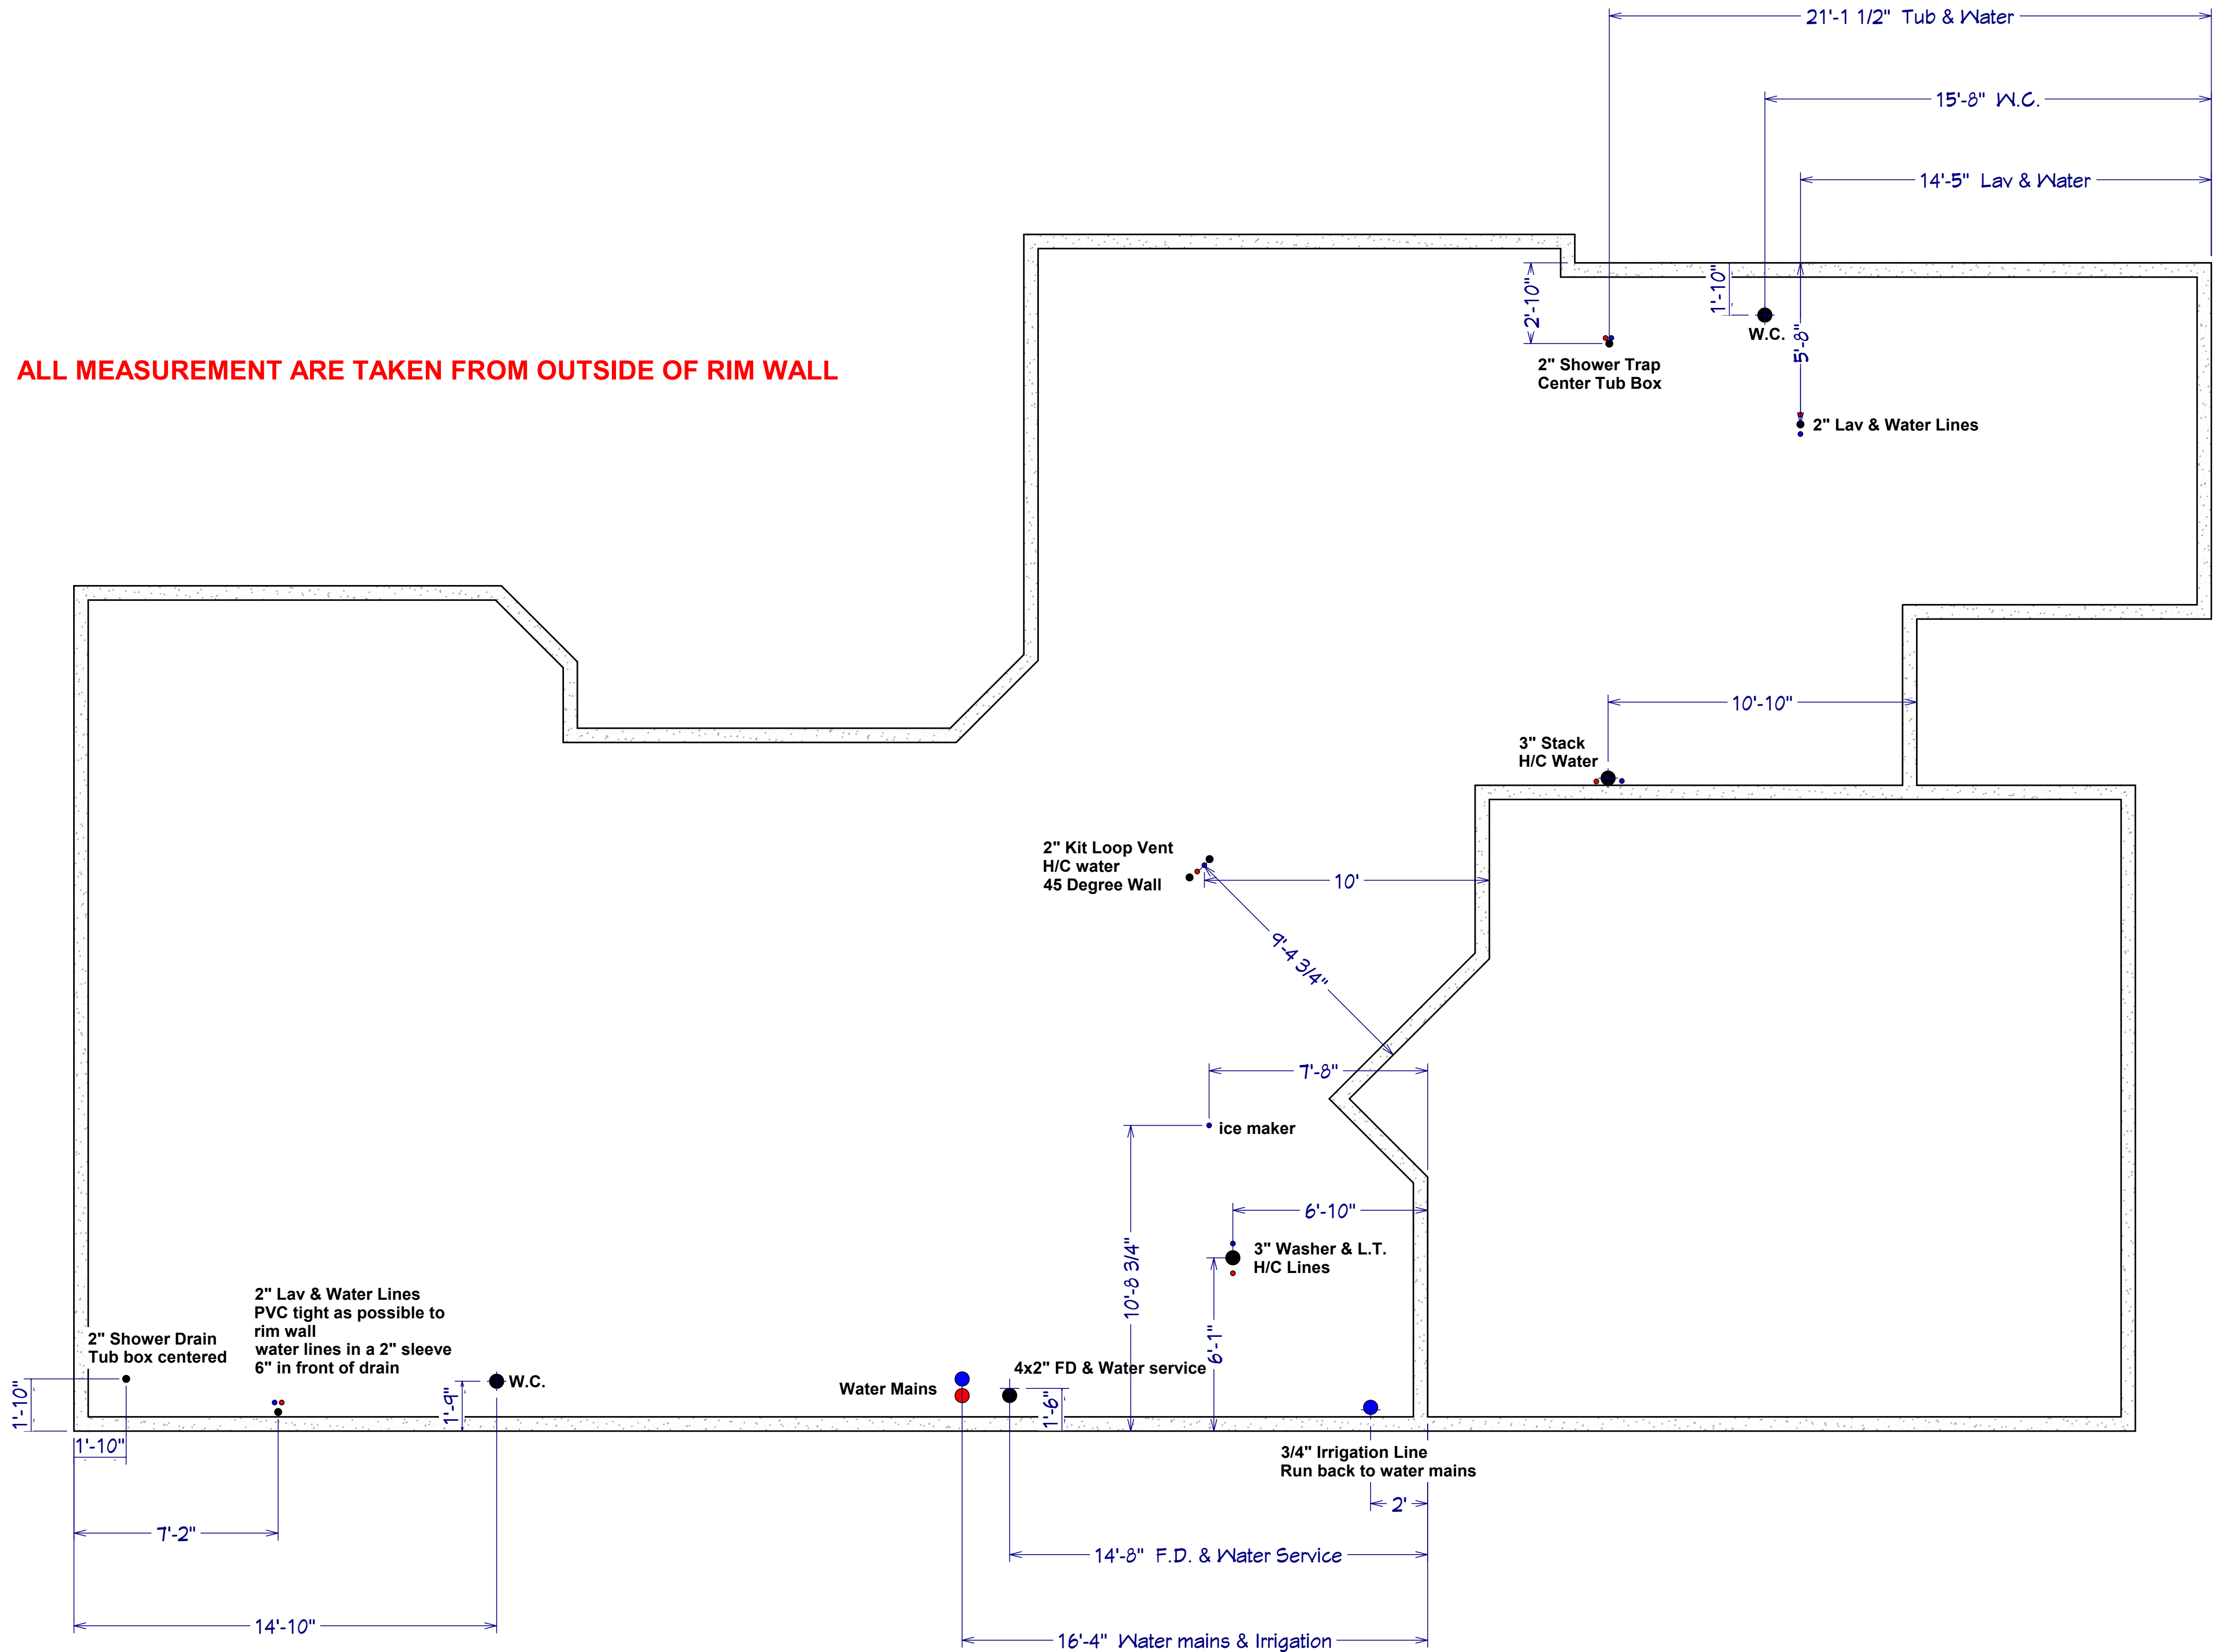 21'-1 1/2" Tub & Water
15'-8" W.C.
14'-5" Lav & Water
2'-10"
1'-10"
5'-8"
W.C.
2" Shower Trap
Center Tub Box
ALL MEASUREMENT ARE TAKEN FROM OUTSIDE OF RIM WALL
2" Lav & Water Lines
10'-10"
3" Stack
H/C Water
2" Kit Loop Vent
H/C water
45 Degree Wall
10'
9'-4 3/4"
7'-8"
ice maker
6'-10"
10'-8 3/4"
3" Washer & L.T.
H/C Lines
6'-1"
2" Lav & Water Lines
PVC tight as possible to
rim wall
water lines in a 2" sleeve
6" in front of drain
2" Shower Drain
Tub box centered
1'-10"
1'-9"
W.C.
Water Mains
4x2" FD & Water service
1'-6"
1'-10"
3/4" Irrigation Line
Run back to water mains
2'
7'-2"
14'-8" F.D. & Water Service
14'-10"
16'-4" Water mains & Irrigation